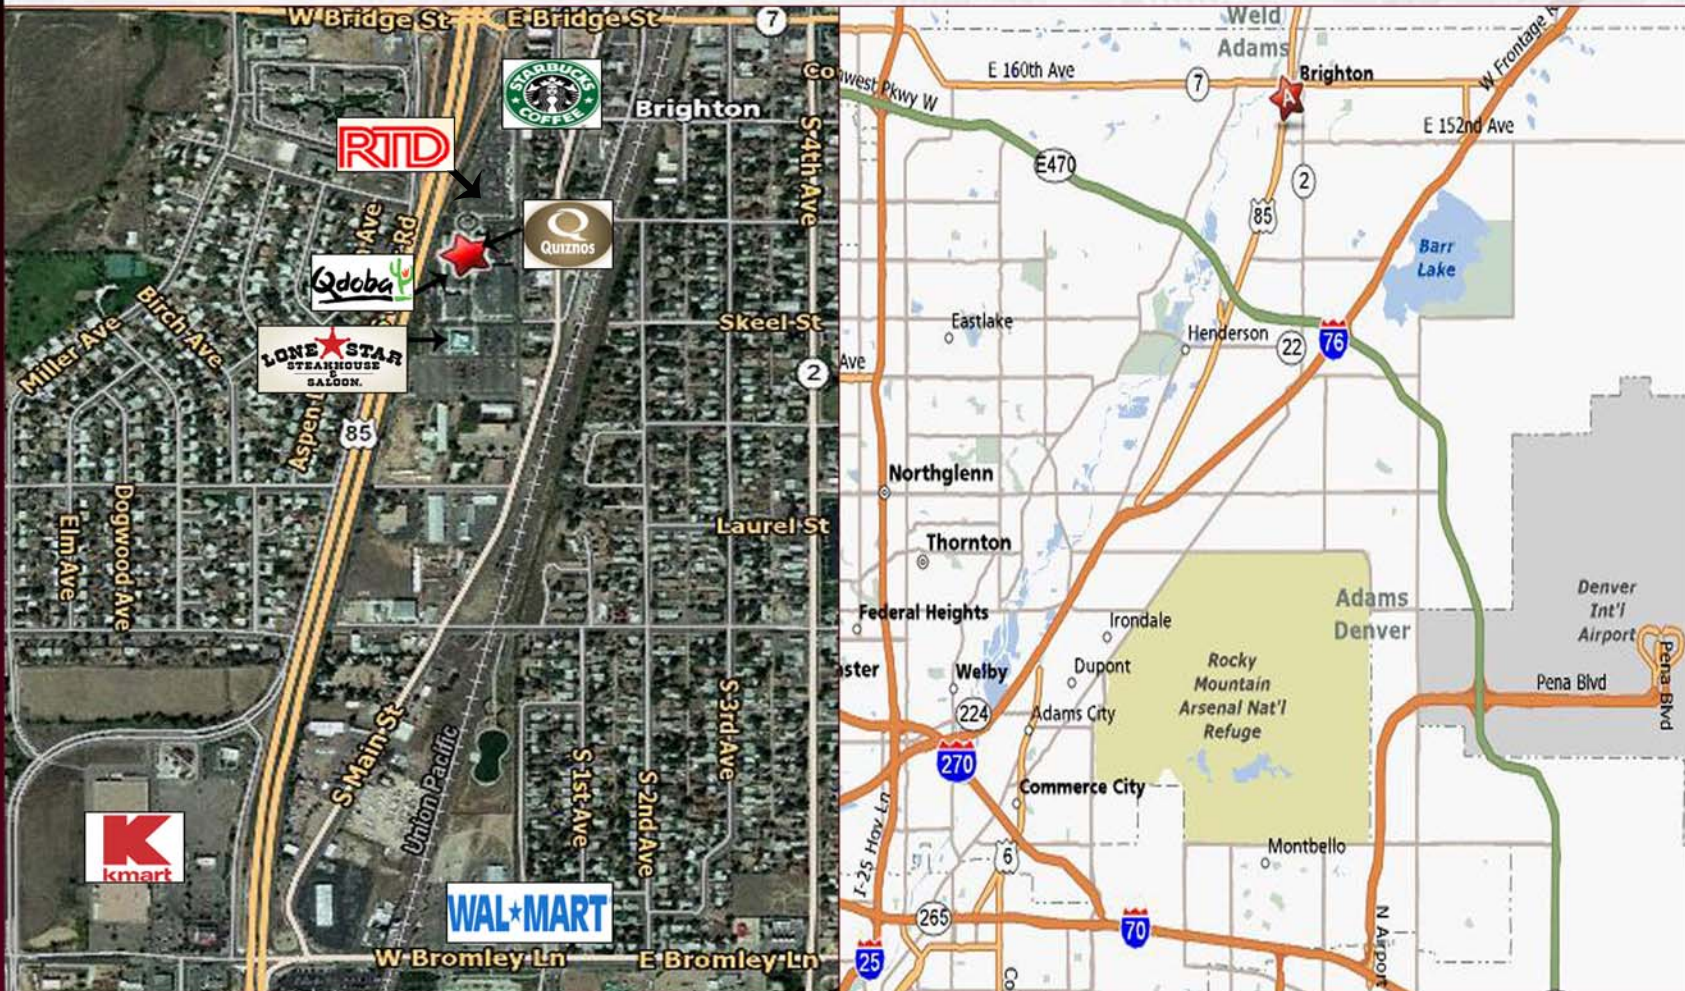 W Bridge St
E Bridge St
7
STARBUCKS
COFFEE
Brighton
Co
S 4th Ave
RTD
Q
Quiznos
Rd
Qdoba
Birch Ave
Miller Ave
LONE STAR
STEAKHOUSE
&
SALOON.
Skeel St
2
Aspen
85
Elm Ave
Dogwood Ave
Laurel St
S Main St
Union Pacific
S 1st Ave
S 2nd Ave
S 3rd Ave
K
kmart
WAL★MART
W Bromley Ln
E Bromley Ln
Weld
Adams
W Frontage R
E 160th Ave
7
A
Brighton
nwest Pkwy W
E 152nd Ave
E470
2
85
Barr
Lake
Eastlake
Henderson
22
76
Ave
Northglenn
Thornton
Federal Heights
Irondale
Adams
Denver
Denver
Int'l
Airport
Rocky
Mountain
Arsenal Nat'l
Refuge
ster
Welby
Dupont
Pena Blvd
Pena Blvd
224
Adams City
270
Commerce City
I-25 Hov Ln
6
Montbello
265
70
25
N Airport
Co